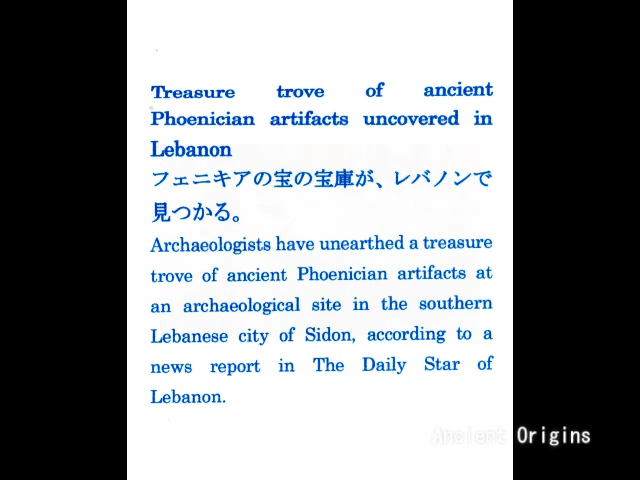 Treasure trove of ancient
Phoenician artifacts uncovered in
Lebanon
フェニキアの宝の宝庫が、レバノンで
見つかる。
Archaeologists have unearthed a treasure
trove of ancient Phoenician artifacts at
an archaeological site in the southern
Lebanese city of Sidon, according to a
news report in The Daily Star of
Lebanon.
Ancient Origins